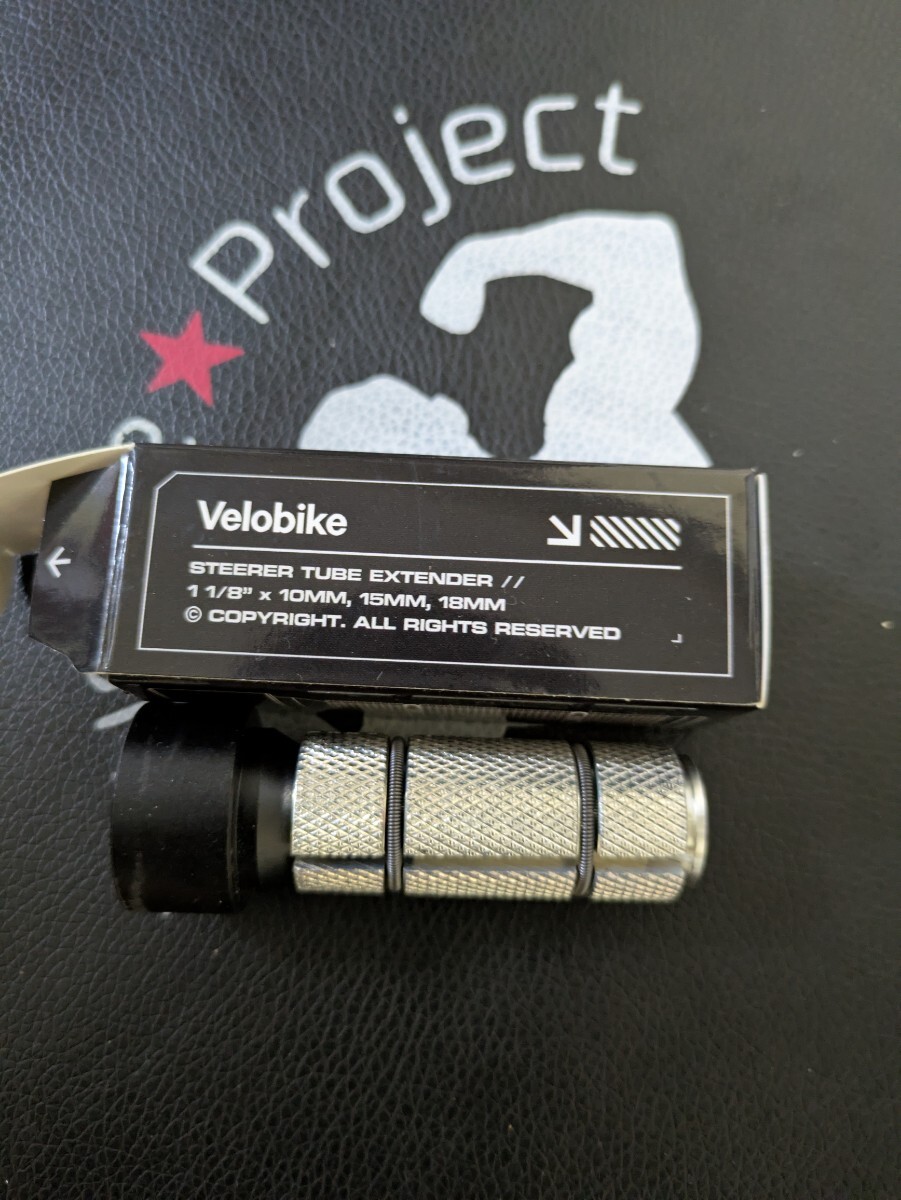 Project
Velobike
STEERER TUBE EXTENDER //
1 1/8" x 10MM, 15MM, 18MM
© COPYRIGHT. ALL RIGHTS RESERVED